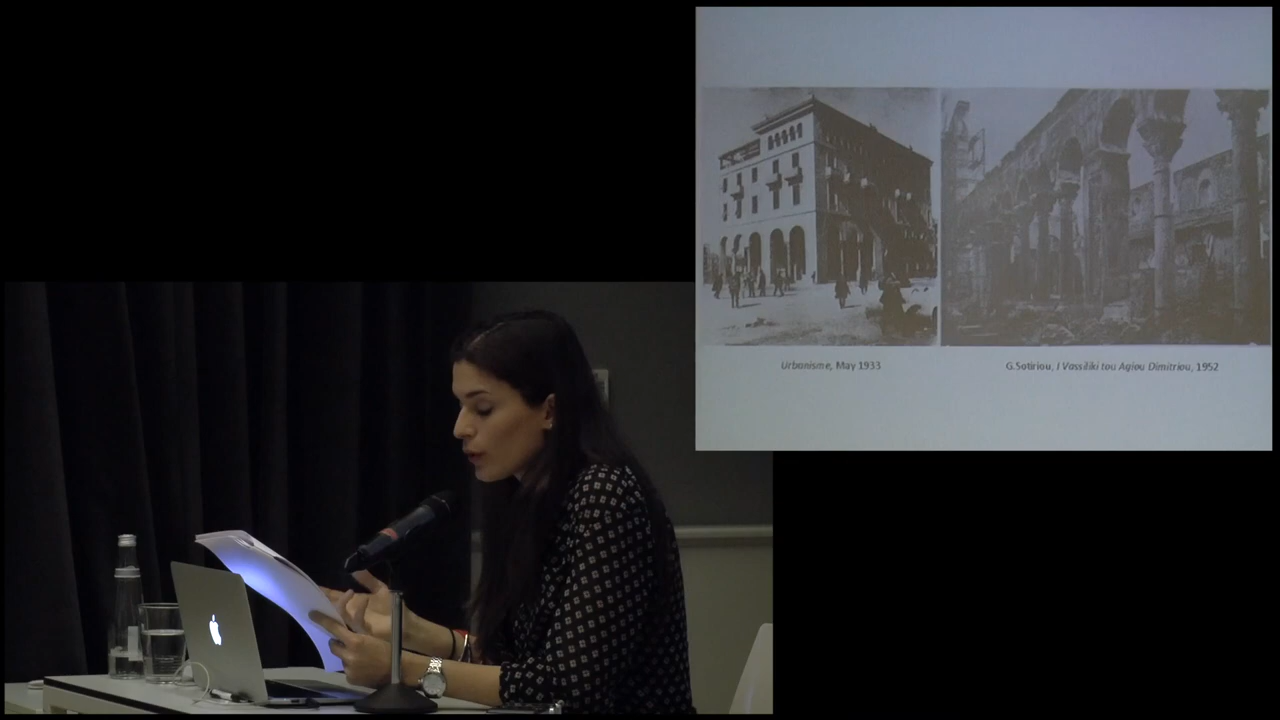 Urbanisme, May 1933
G.Sotiriou, I Vassiliki tou Agiou Dimitriou, 1952